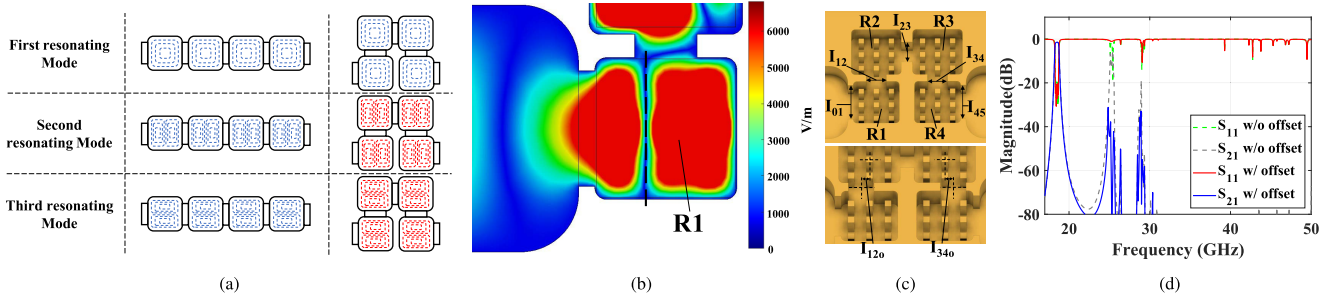 First resonating
Mode
Second
resonating Mode
Third resonating
Mode
(a)
R1
V/m
6000
5000
4000
3000
2000
1000
0
(b)
R2
I23
R3
I12
I34
I01
I45
R1
R4
I12o
I34o
(c)
Magnitude(dB)
0
-20
-40
-60
-80
20
30
40
50
Frequency (GHz)
S11 w/o offset
S21 w/o offset
S11 w/ offset
S21 w/ offset
(d)